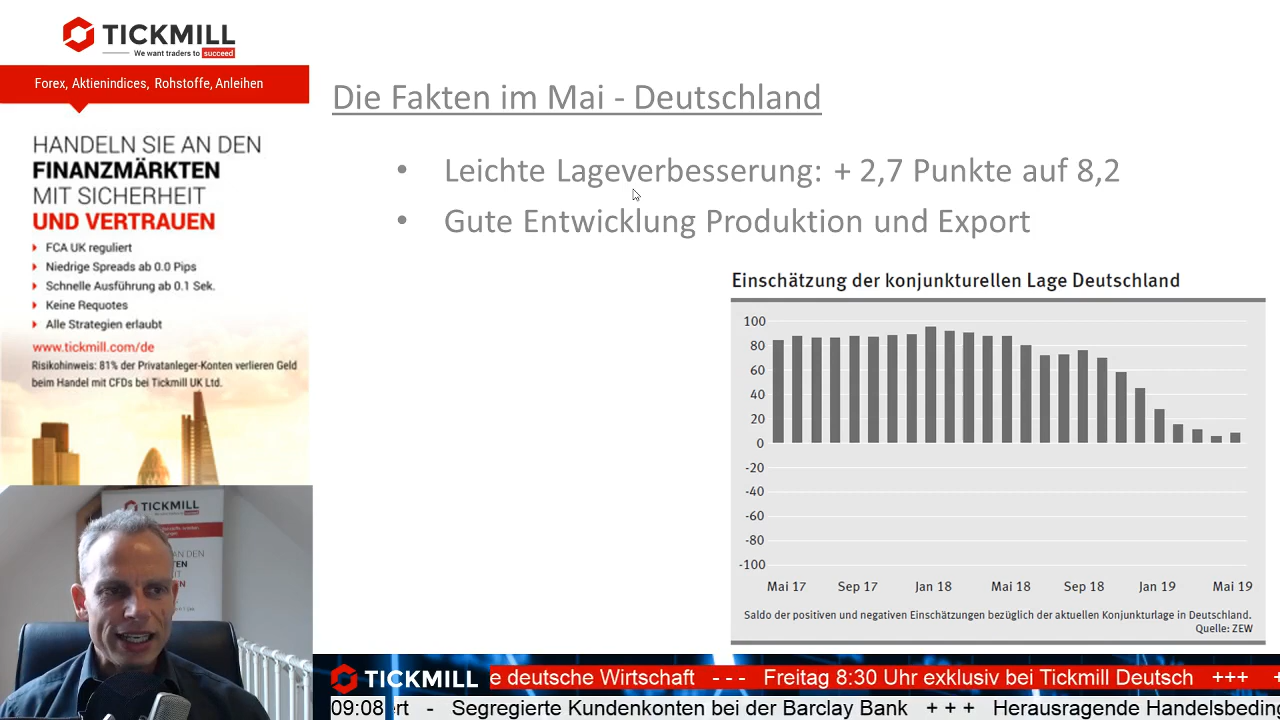 TICKMILL
We want traders to succeed
Forex, Aktienindices, Rohstoffe, Anleihen
HANDELN SIE AN DEN
FINANZMÄRKTEN
MIT SICHERHEIT
UND VERTRAUEN
FCA UK reguliert
Niedrige Spreads ab 0.0 Pips
Schnelle Ausführung ab 0.1 Sek.
Keine Requotes
Alle Strategien erlaubt
www.tickmill.com/de
Risikohinweis: 81% der Privatanleger-Konten verlieren Geld
beim Handel mit CFDs bei Tickmill UK Ltd.
TICKMILL
Die Fakten im Mai - Deutschland
• Leichte Lageverbesserung: + 2,7 Punkte auf 8,2
• Gute Entwicklung Produktion und Export
Einschätzung der konjunkturellen Lage Deutschland
100
80
60
40
20
0
-20
-40
-60
-80
-100
Mai 17 Sep 17 Jan 18 Mai 18 Sep 18 Jan 19 Mai 19
Saldo der positiven und negativen Einschätzungen bezüglich der aktuellen Konjunkturlage in Deutschland.
Quelle: ZEW
TICKMILL e deutsche Wirtschaft - - - Freitag 8:30 Uhr exklusiv bei Tickmill Deutsch +++
09:08 ert - Segregierte Kundenkonten bei der Barclay Bank + + + Herausragende Handelsbeding